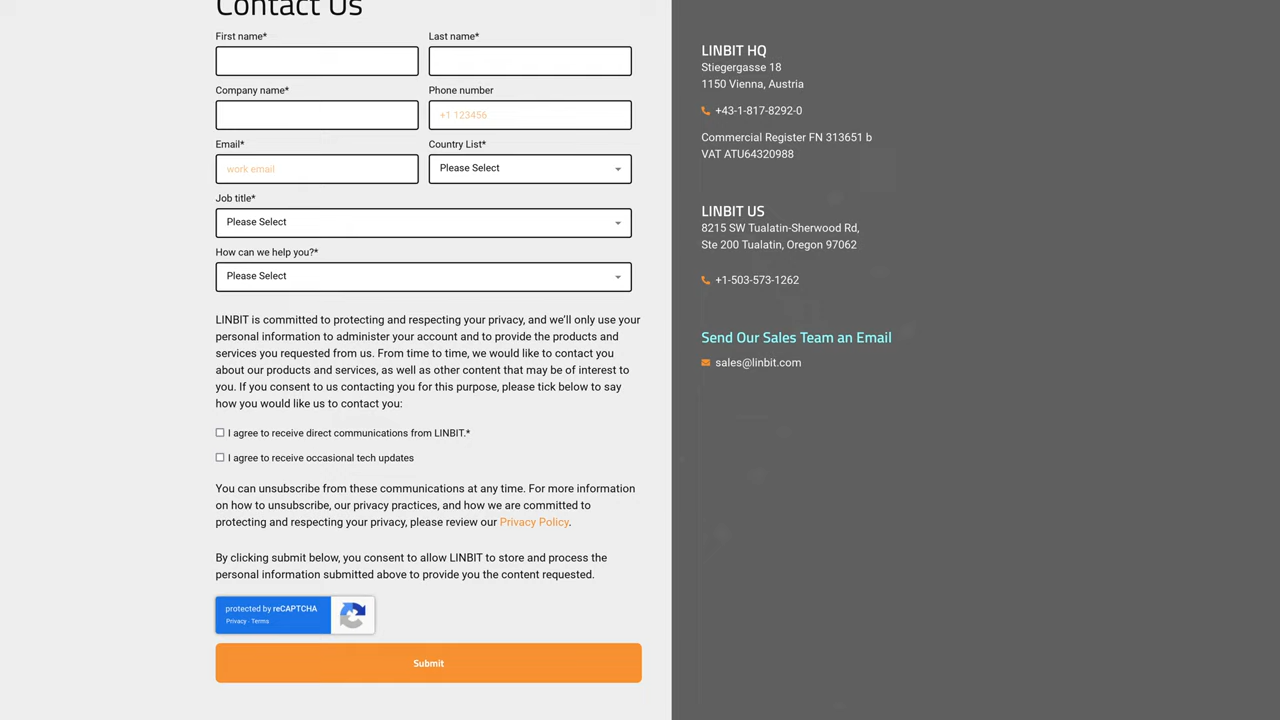 Contact Us
First name*
Last name*
Company name*
Phone number
+1 123456
Email*
Country List*
work email
Please Select
Job title*
Please Select
How can we help you?*
Please Select
LINBIT is committed to protecting and respecting your privacy, and we'll only use your
personal information to administer your account and to provide the products and
services you requested from us. From time to time, we would like to contact you
about our products and services, as well as other content that may be of interest to
you. If you consent to us contacting you for this purpose, please tick below to say
how you would like us to contact you:
I agree to receive direct communications from LINBIT.*
I agree to receive occasional tech updates
You can unsubscribe from these communications at any time. For more information
on how to unsubscribe, our privacy practices, and how we are committed to
protecting and respecting your privacy, please review our Privacy Policy.
By clicking submit below, you consent to allow LINBIT to store and process the
personal information submitted above to provide you the content requested.
protected by reCAPTCHA
Privacy - Terms
Submit
LINBIT HQ
Stiegergasse 18
1150 Vienna, Austria
+43-1-817-8292-0
Commercial Register FN 313651 b
VAT ATU64320988
LINBIT US
8215 SW Tualatin-Sherwood Rd,
Ste 200 Tualatin, Oregon 97062
+1-503-573-1262
Send Our Sales Team an Email
sales@linbit.com